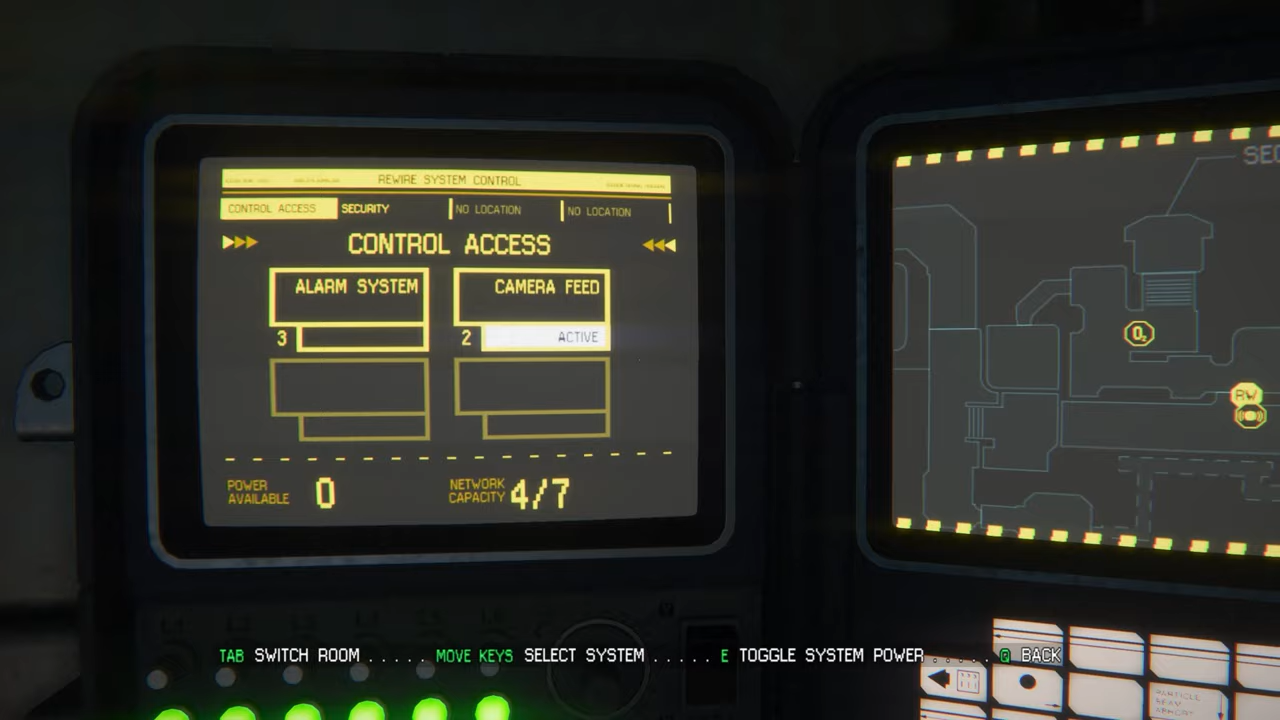 REWIRE SYSTEM CONTROL
CONTROL ACCESS SECURITY NO LOCATION NO LOCATION
CONTROL ACCESS
ALARM SYSTEM CAMERA FEED
3 2 ACTIVE
POWER AVAILABLE 0 NETWORK CAPACITY 4/7
SEC
O2
RW
TAB SWITCH ROOM ..... MOVE KEYS SELECT SYSTEM ..... E TOGGLE SYSTEM POWER ..... Q BACK